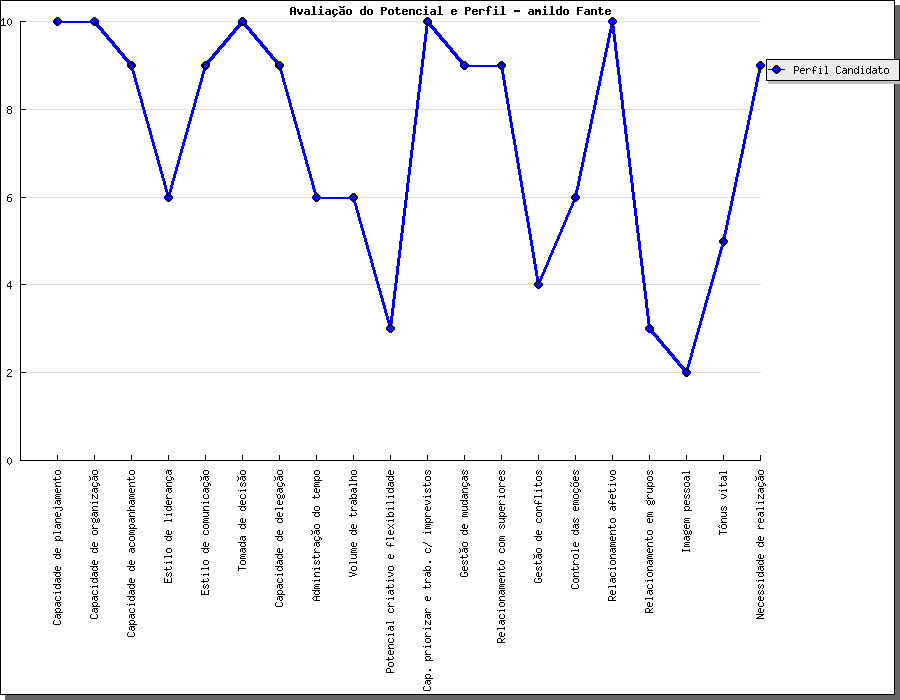 Avaliação do Potencial e Perfil - amildo Fante
10
8
6
4
2
0
Perfil Candidato
Capacidade de planejamento
Capacidade de organização
Capacidade de acompanhamento
Estilo de liderança
Estilo de comunicação
Tomada de decisão
Capacidade de delegação
Administração do tempo
Volume de trabalho
Potencial criativo e flexibilidade
Cap. priorizar e trab. c/ imprevistos
Gestão de mudanças
Relacionamento com superiores
Gestão de conflitos
Controle das emoções
Relacionamento afetivo
Relacionamento em grupos
Imagem pessoal
Tônus vital
Necessidade de realização